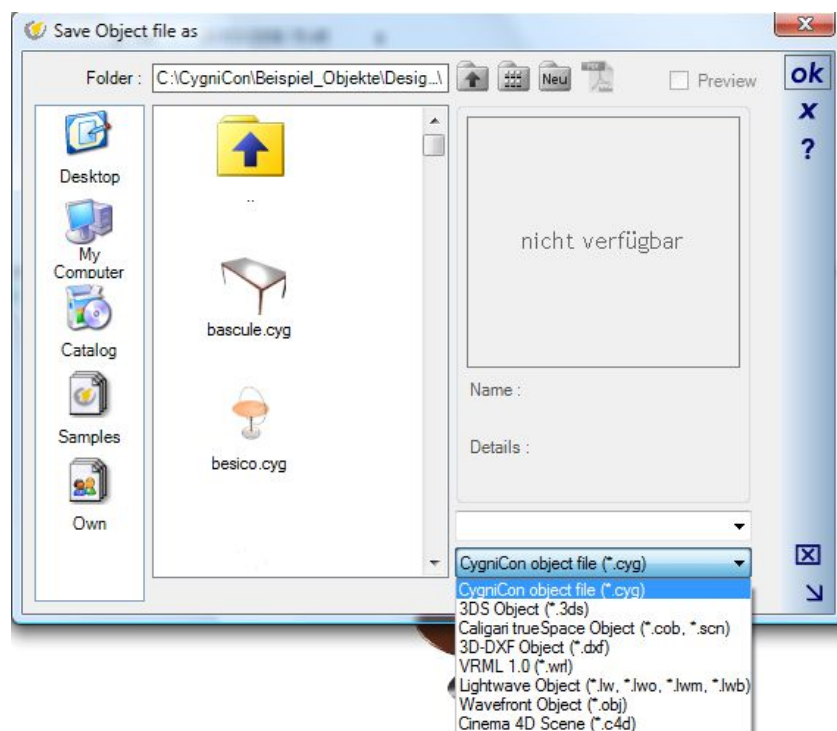 Save Object file as
Folder : C:\CygniCon\Beispiel_Objekte\Desig...\ Neu Preview
ok
x
?
Desktop
My
Computer
Catalog
Samples
Own
..
bascule.cyg
besico.cyg
nicht verfügbar
Name :
Details :
CygniCon object file (*.cyg)
CygniCon object file (*.cyg)
3DS Object (*.3ds)
Caligari trueSpace Object (*.cob, *.scn)
3D-DXF Object (*.dxf)
VRML 1.0 (*.wrl)
Lightwave Object (*.lw, *.lwo, *.lwm, *.lwb)
Wavefront Object (*.obj)
Cinema 4D Scene (*.c4d)